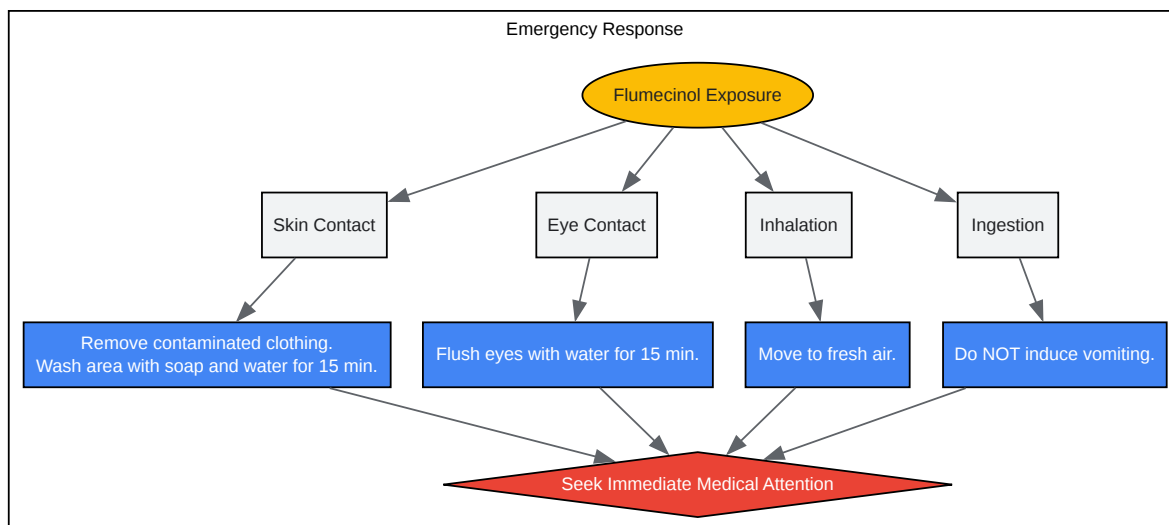 Emergency Response
Flumecinol Exposure
Skin Contact
Eye Contact
Inhalation
Ingestion
Remove contaminated clothing.
Wash area with soap and water for 15 min.
Flush eyes with water for 15 min.
Move to fresh air.
Do NOT induce vomiting.
Seek Immediate Medical Attention